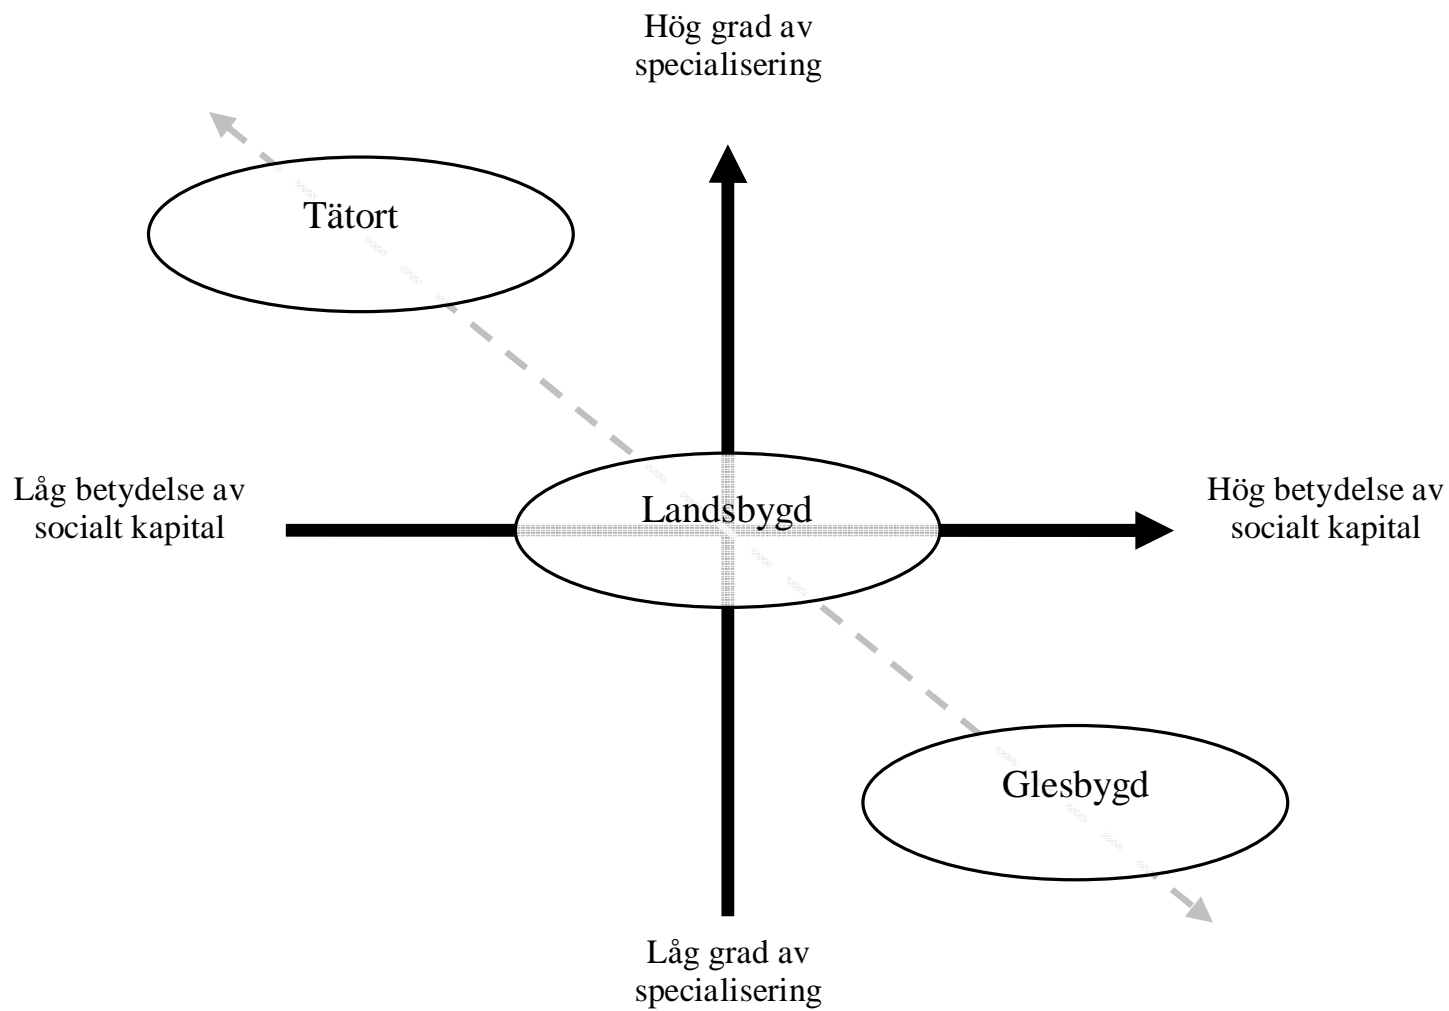 Hög grad av
specialisering
Tätort
Låg betydelse av
socialt kapital
Landsbygd
Hög betydelse av
socialt kapital
Glesbygd
Låg grad av
specialisering